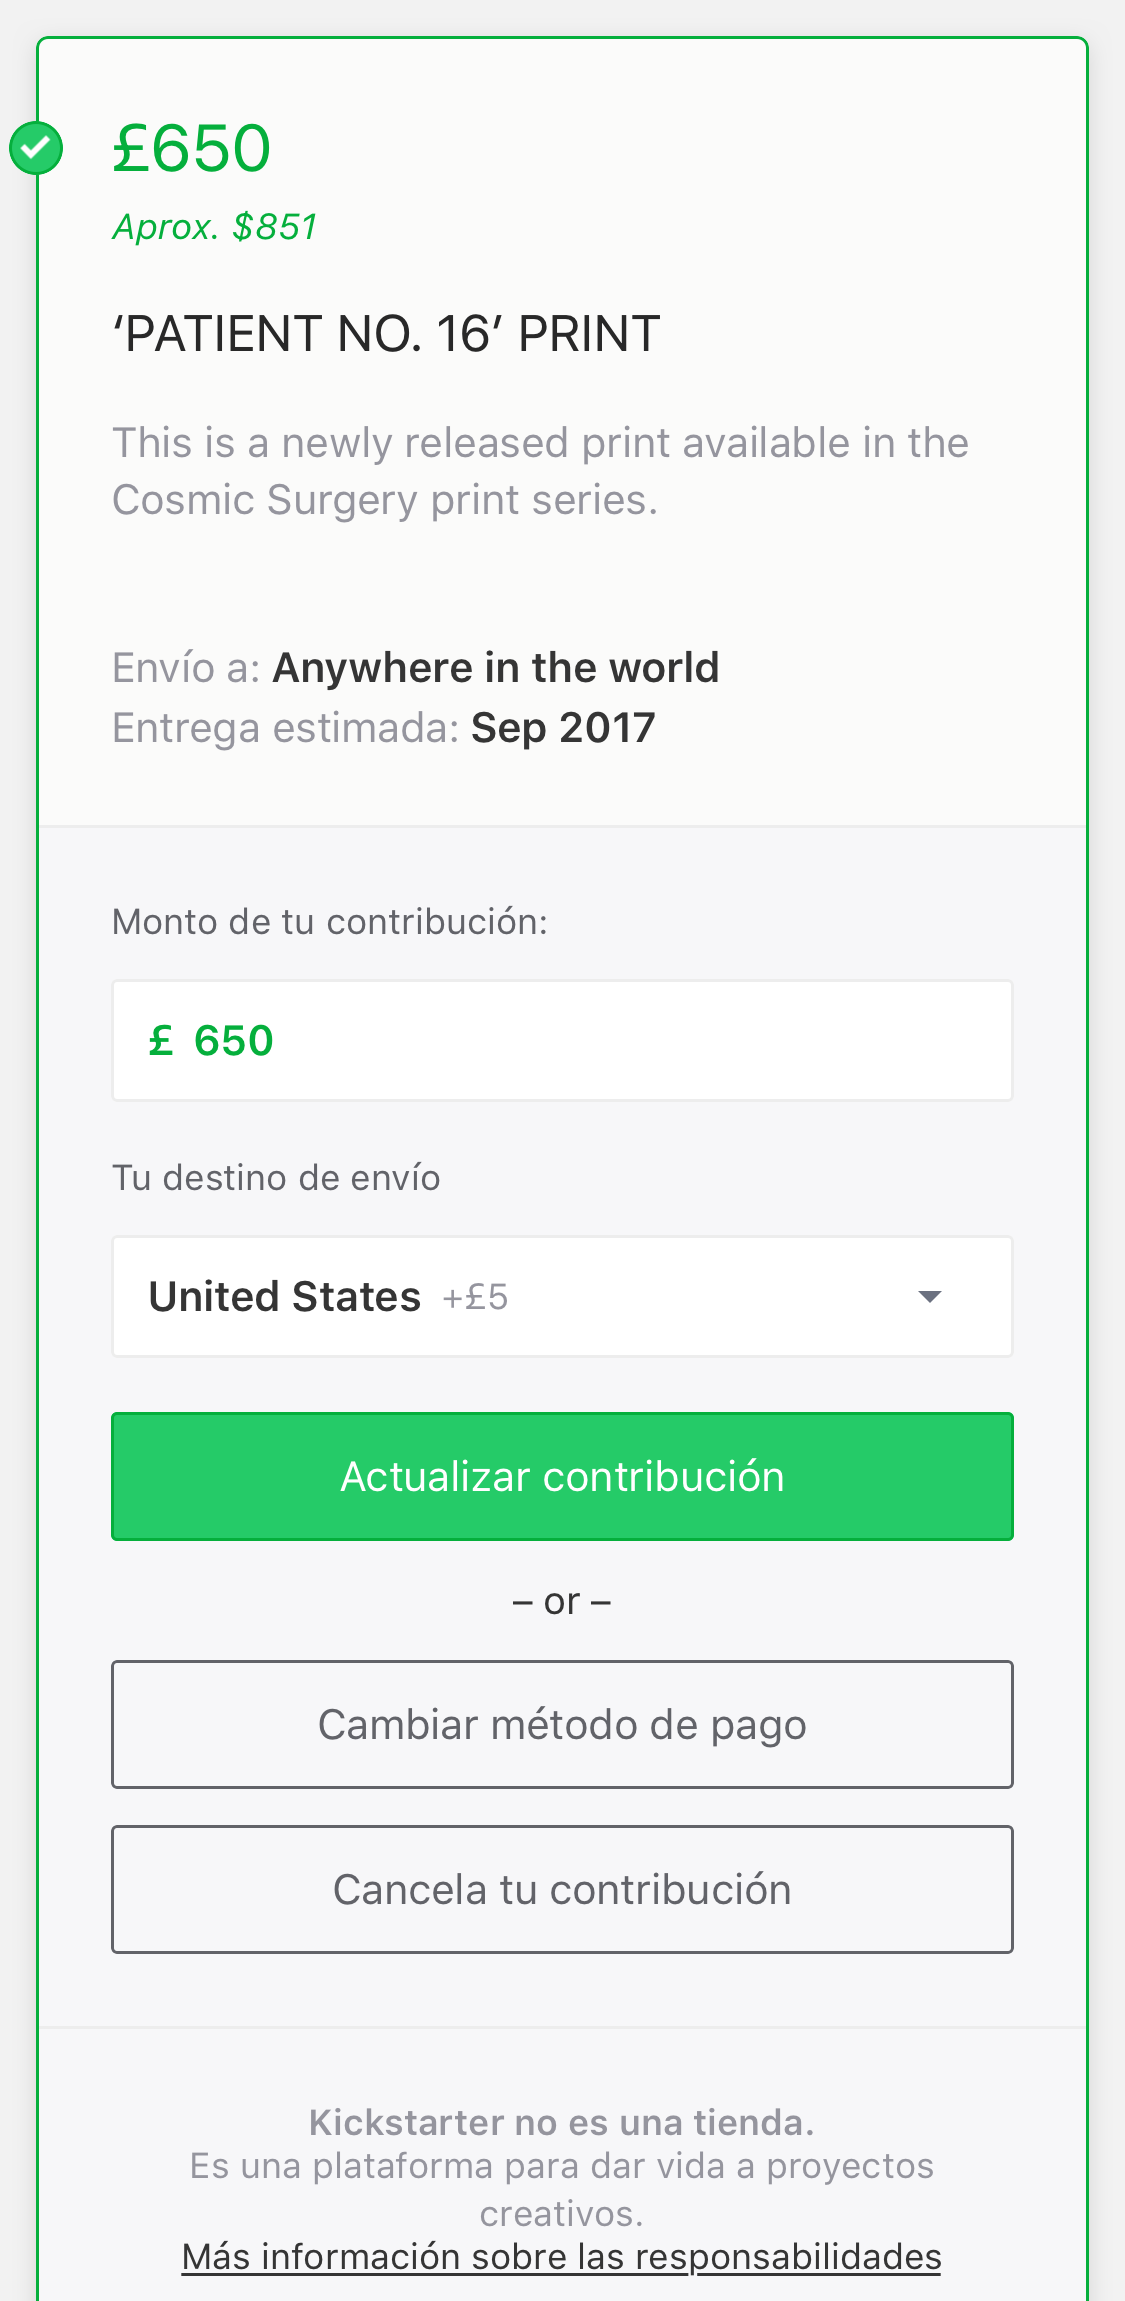 £650
Aprox. $851
‘PATIENT NO. 16’ PRINT
This is a newly released print available in the
Cosmic Surgery print series.
Envío a: Anywhere in the world
Entrega estimada: Sep 2017
Monto de tu contribución:
£ 650
Tu destino de envío
United States +£5
Actualizar contribución
– or –
Cambiar método de pago
Cancela tu contribución
Kickstarter no es una tienda.
Es una plataforma para dar vida a proyectos
creativos.
Más información sobre las responsabilidades